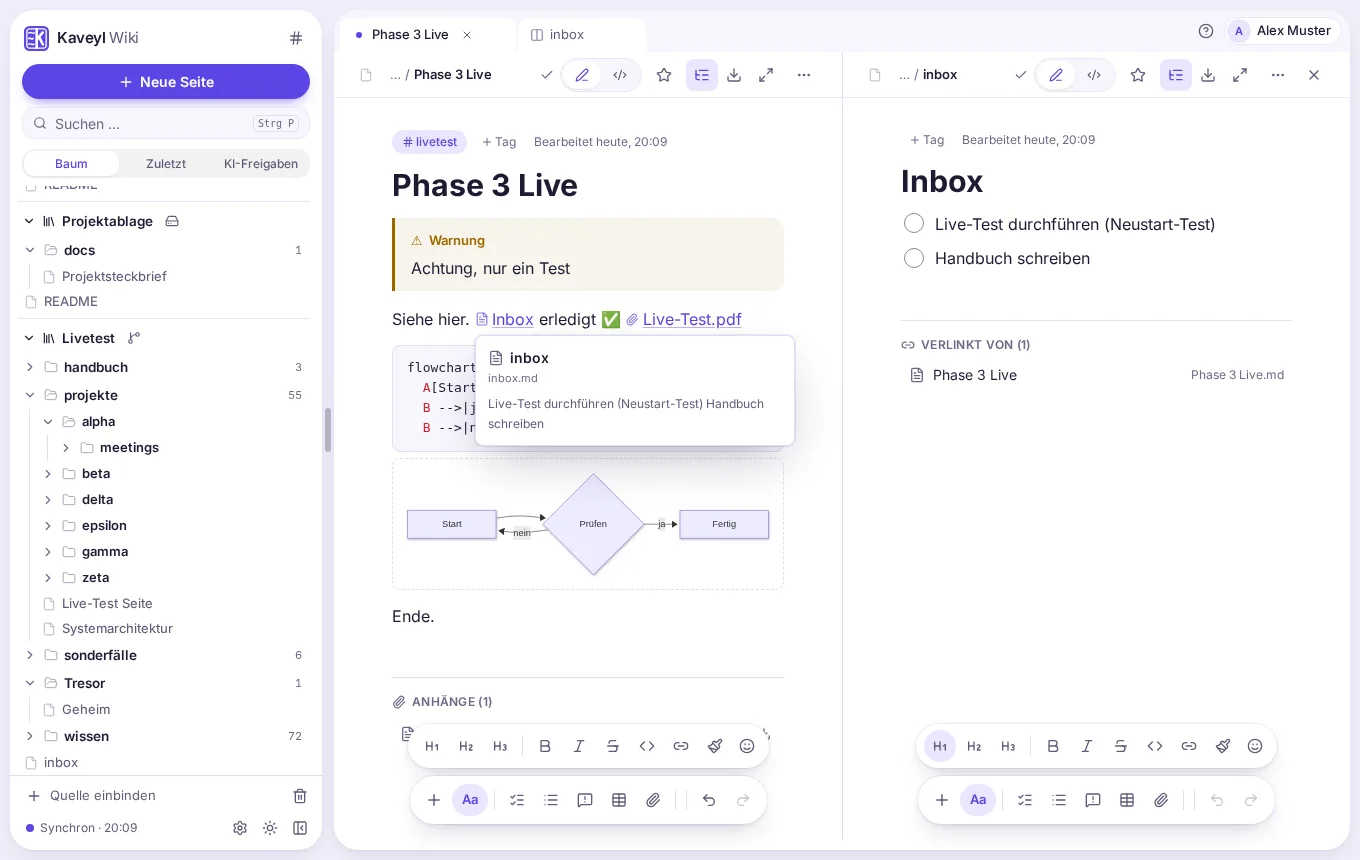 Kaveyl Wiki
Neue Seite
Suchen ...
Strg P
Baum
Zuletzt
KI-Freigaben
README
Projektablage
docs 1
Projektsteckbrief
README
Livetest
handbuch 3
projekte 55
alpha
meetings
beta
delta
epsilon
gamma
zeta
Live-Test Seite
Systemarchitektur
sonderfälle 6
Tresor 1
Geheim
wissen 72
inbox
Quelle einbinden
Synchron · 20:09
Phase 3 Live
inbox
A Alex Muster
... / Phase 3 Live
# livetest + Tag Bearbeitet heute, 20:09
Phase 3 Live
⚠ Warnung
Achtung, nur ein Test
Siehe hier. Inbox erledigt ✅ Live-Test.pdf
flowchart
A[Start
B -->|j
B -->|n
inbox
inbox.md
Live-Test durchführen (Neustart-Test) Handbuch
schreiben
Start
nein
Prüfen
ja
Fertig
Ende.
ANHÄNGE (1)
H1 H2 H3 B I S
Aa
... / inbox
+ Tag Bearbeitet heute, 20:09
Inbox
Live-Test durchführen (Neustart-Test)
Handbuch schreiben
VERLINKT VON (1)
Phase 3 Live Phase 3 Live.md
H1 H2 H3 B I S
Aa